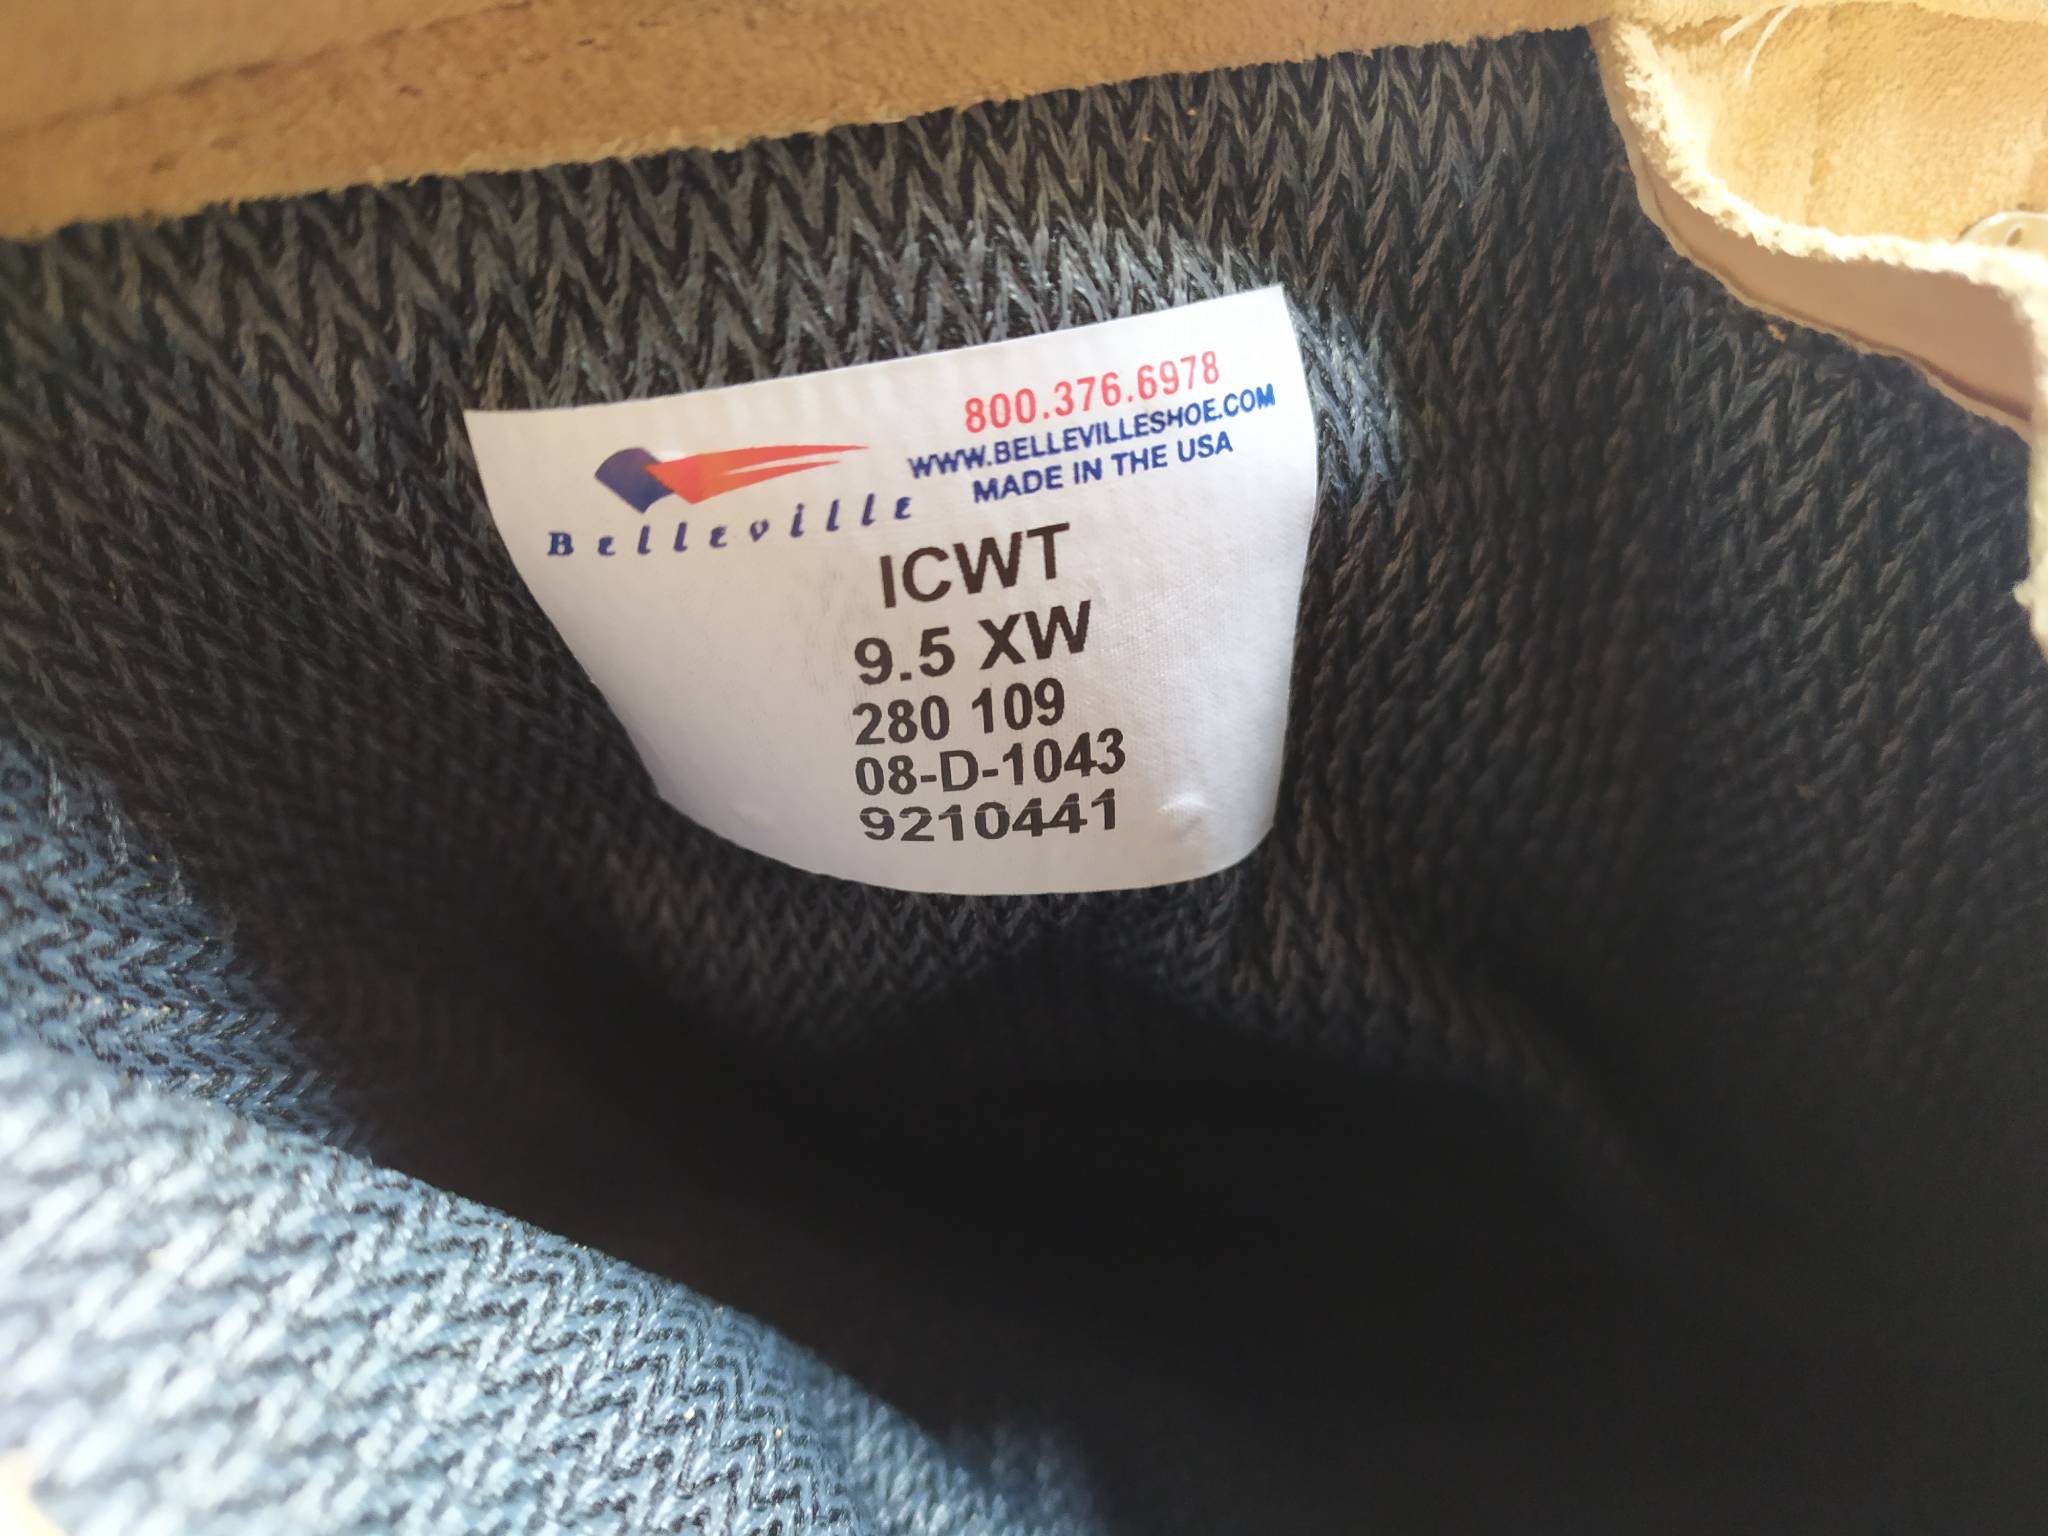 800.376.6978
WWW.BELLEVILLESHOE.COM
MADE IN THE USA
Belleville
ICWT
9.5 XW
280 109
08-D-1043
9210441